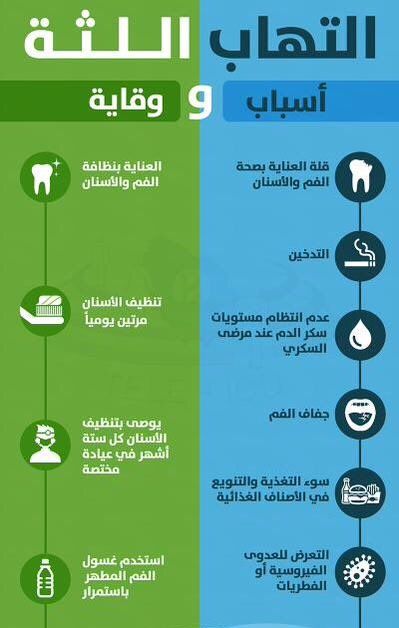 التهاب اللثة
أسباب و وقاية
قلة العناية بصحة
الفم والأسنان
التدخين
عدم انتظام مستويات
سكر الدم عند مرضى
السكري
جفاف الفم
سوء التغذية والتنويع
في الأصناف الغذائية
التعرض للعدوى
الفيروسية أو
الفطريات
العناية بنظافة
الفم والأسنان
تنظيف الأسنان
مرتين يومياً
يوصى بتنظيف
الأسنان كل ستة
أشهر في عيادة
مختصة
استخدم غسول
الفم المطهر
باستمرار